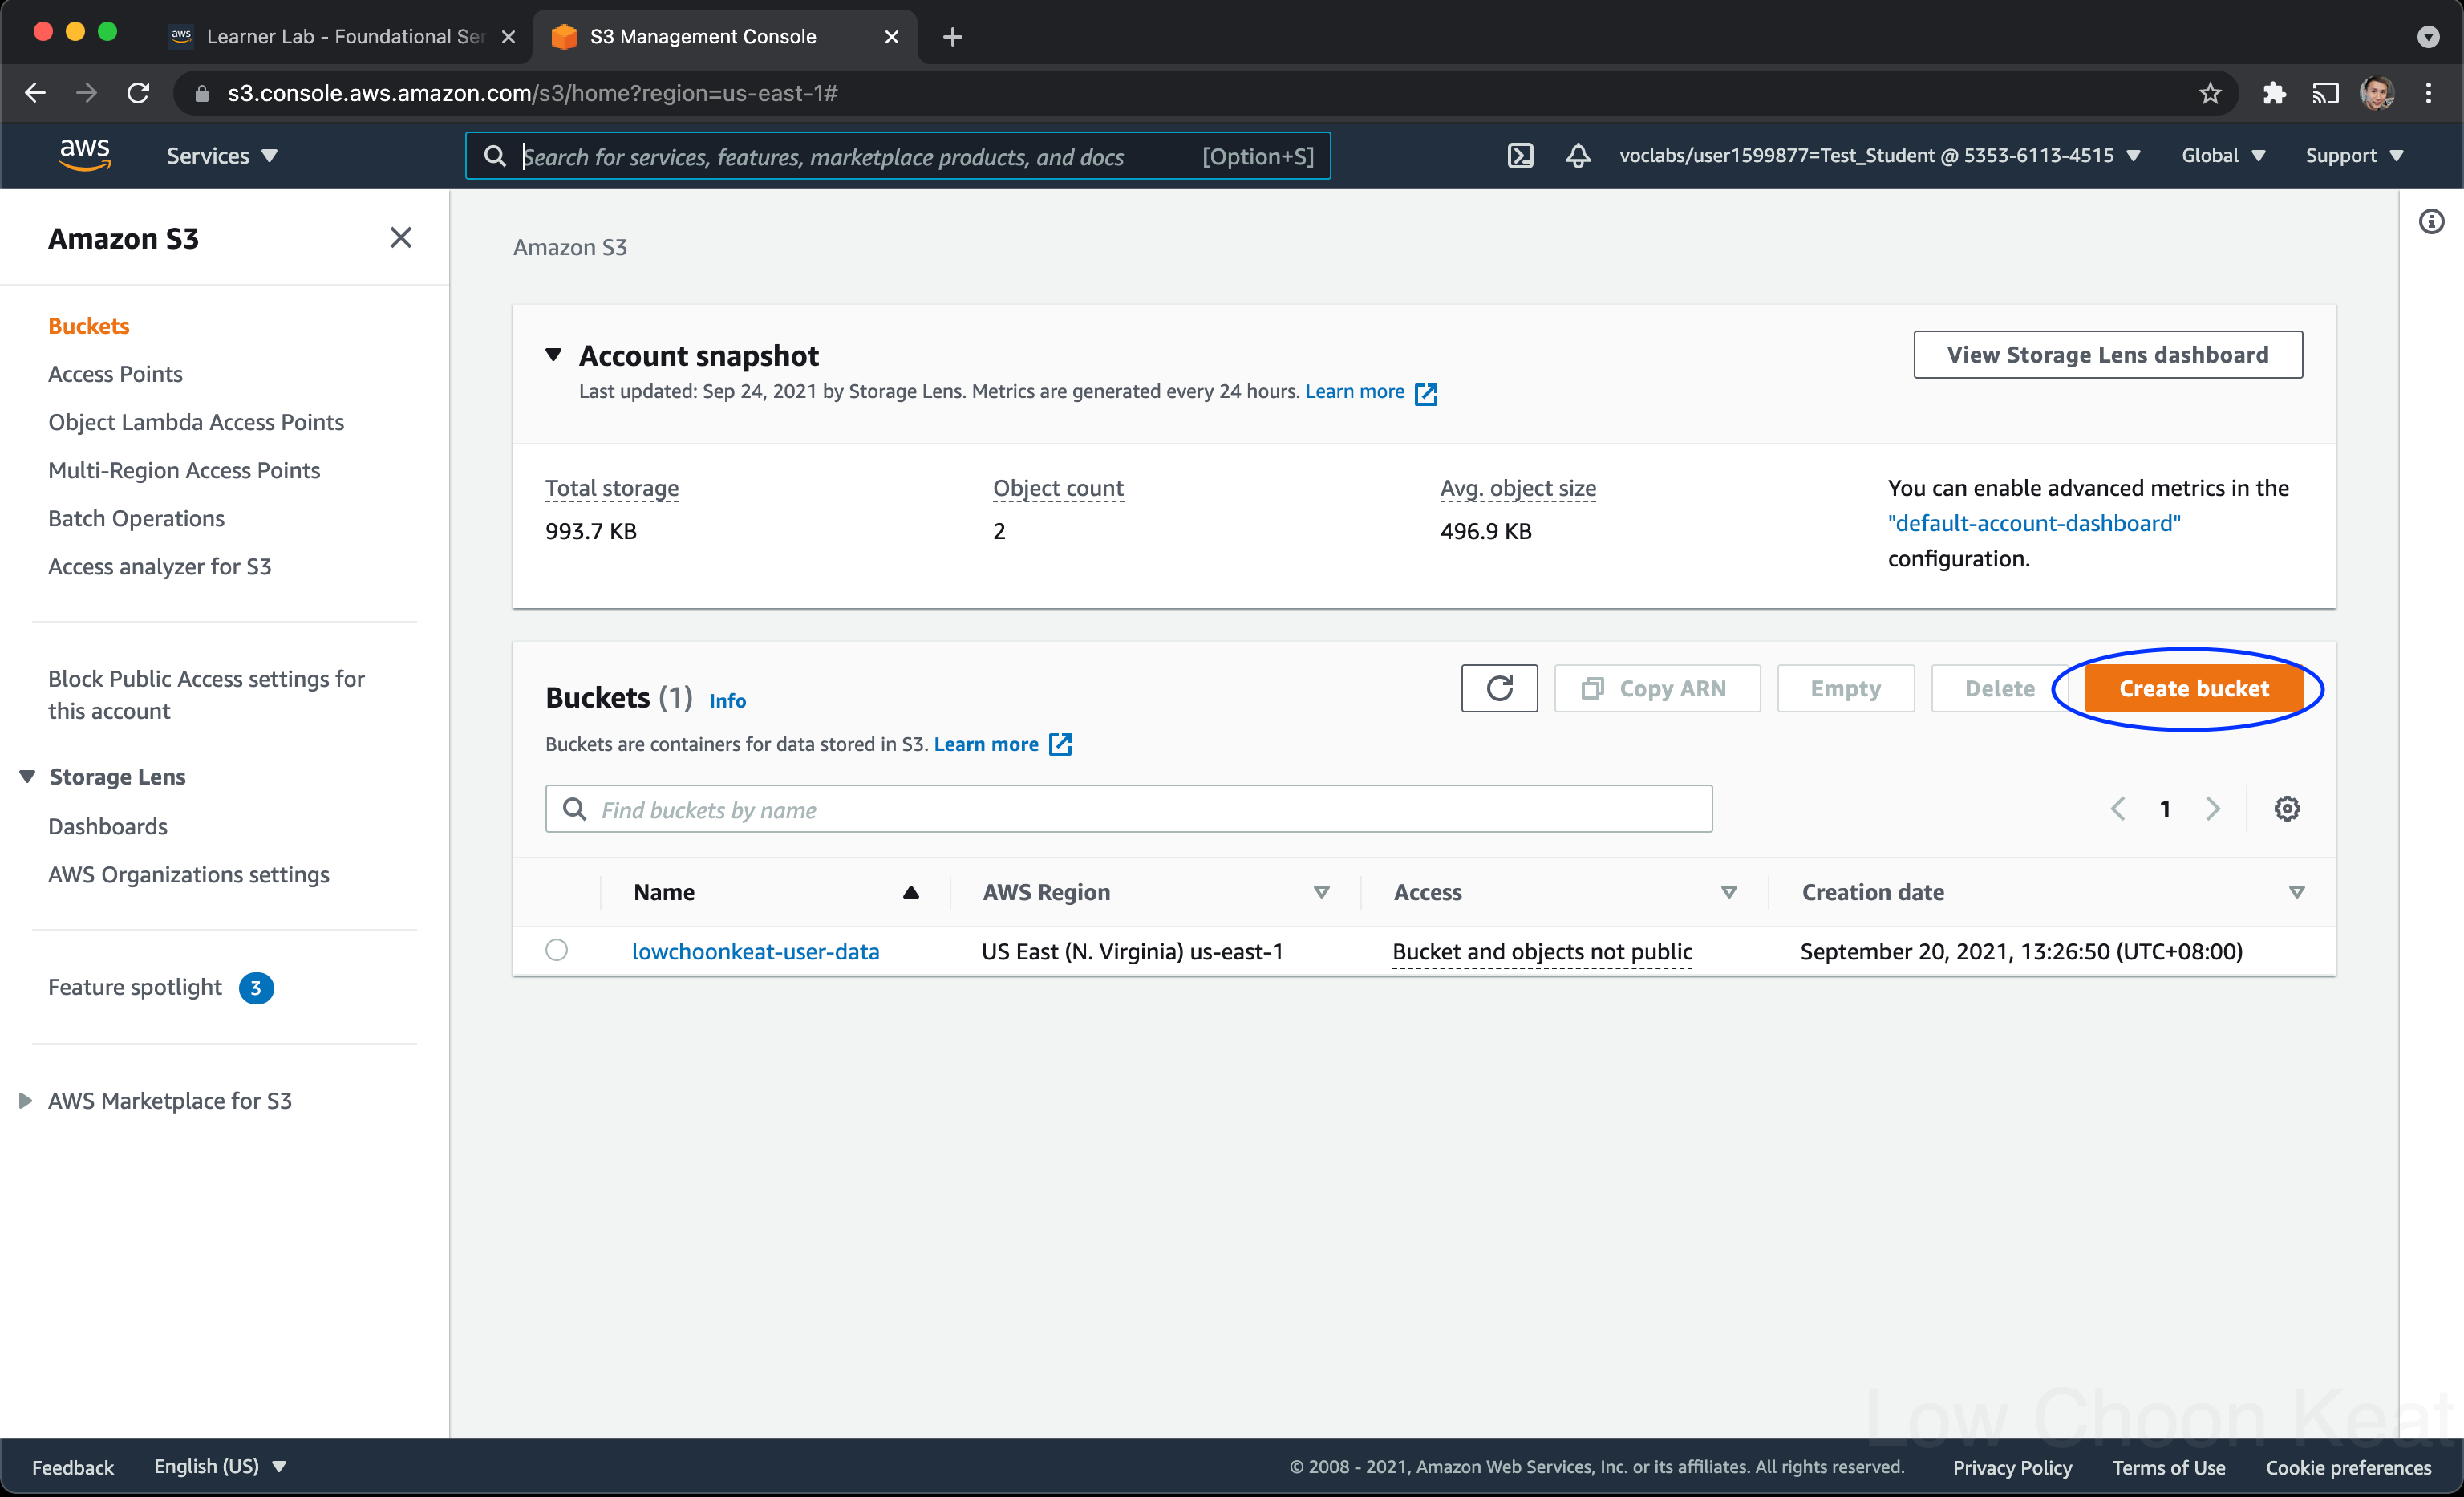 aws Learner Lab - Foundational Ser
S3 Management Console
s3.console.aws.amazon.com/s3/home?region=us-east-1#
aws Services Search for services, features, marketplace products, and docs [Option+S] voclabs/user1599877=Test_Student @ 5353-6113-4515 Global Support
Amazon S3
Buckets
Access Points
Object Lambda Access Points
Multi-Region Access Points
Batch Operations
Access analyzer for S3
Block Public Access settings for
this account
Storage Lens
Dashboards
AWS Organizations settings
Feature spotlight 3
AWS Marketplace for S3
Amazon S3
Account snapshot
View Storage Lens dashboard
Last updated: Sep 24, 2021 by Storage Lens. Metrics are generated every 24 hours. Learn more
Total storage
993.7 KB
Object count
2
Avg. object size
496.9 KB
You can enable advanced metrics in the
"default-account-dashboard"
configuration.
Buckets (1) Info
Copy ARN Empty Delete Create bucket
Buckets are containers for data stored in S3. Learn more
Find buckets by name
1
Name AWS Region Access Creation date
lowchoonkeat-user-data US East (N. Virginia) us-east-1 Bucket and objects not public September 20, 2021, 13:26:50 (UTC+08:00)
Low Choon Keat
Feedback English (US) © 2008 - 2021, Amazon Web Services, Inc. or its affiliates. All rights reserved. Privacy Policy Terms of Use Cookie preferences